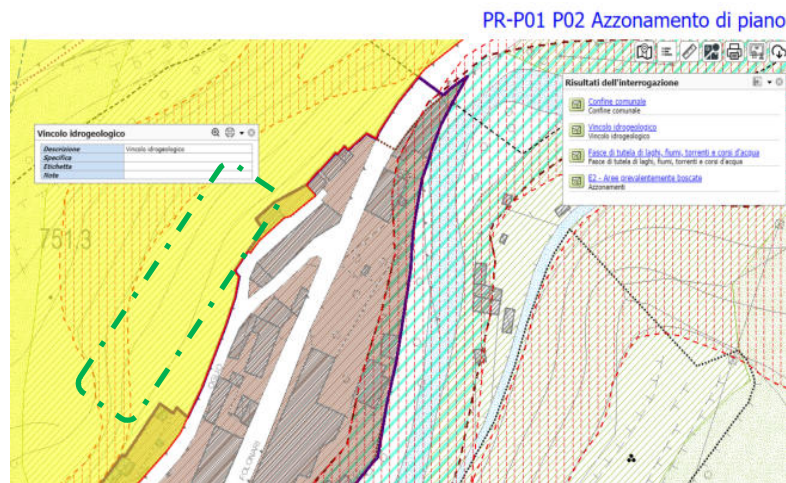 PR-P01 P02 Azzonamento di piano
Risultati dell'interrogazione
Confine comunale
Confine comunale
Vincolo idrogeologico
Vincolo idrogeologico
Fasce di tutela di laghi, fiumi, torrenti e corsi d'acqua
Fasce di tutela di laghi, fiumi, torrenti e corsi d'acqua
E2 - Aree prevalentemente boscate
Azzonamenti
Vincolo idrogeologico
Descrizione Vincolo idrogeologico
Specifica
Etichetta
Note
751,3
FOLONARI